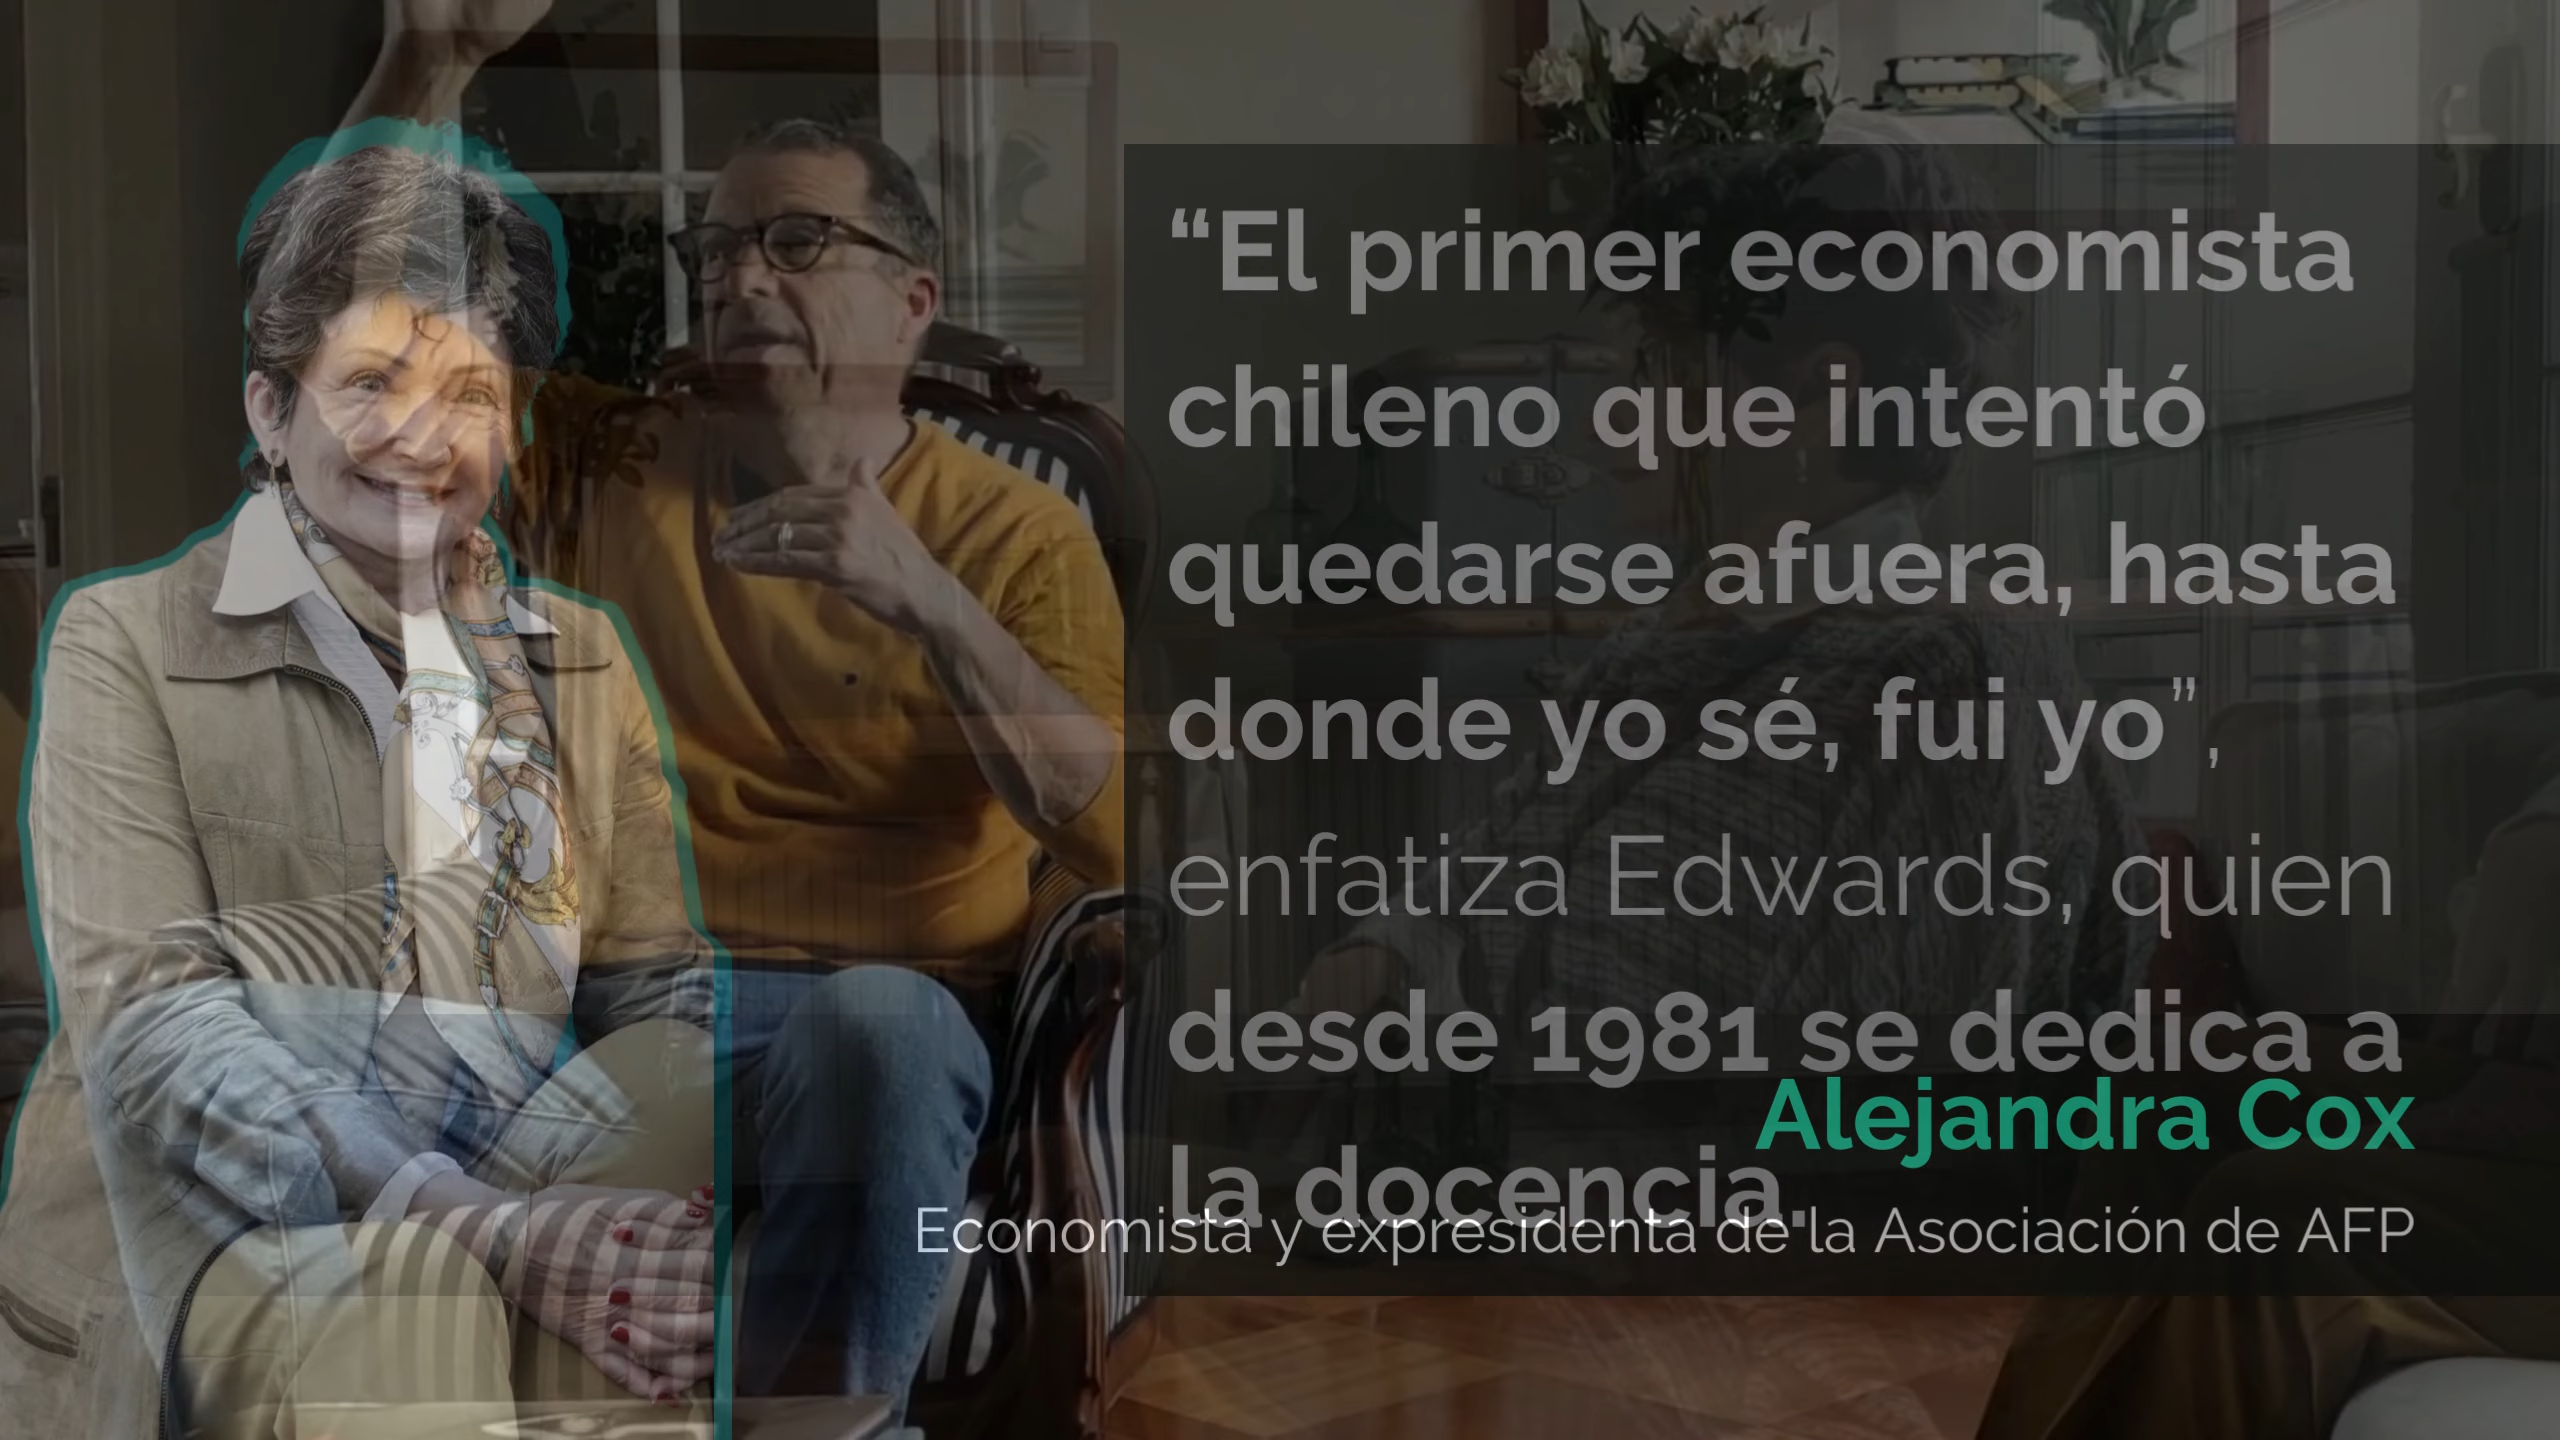 “El primer economista
chileno que intentó
quedarse afuera, hasta
donde yo sé, fui yo”,
enfatiza Edwards, quien
desde 1981 se dedica a
la docencia.
Alejandra Cox
Economista y expresidenta de la Asociación de AFP